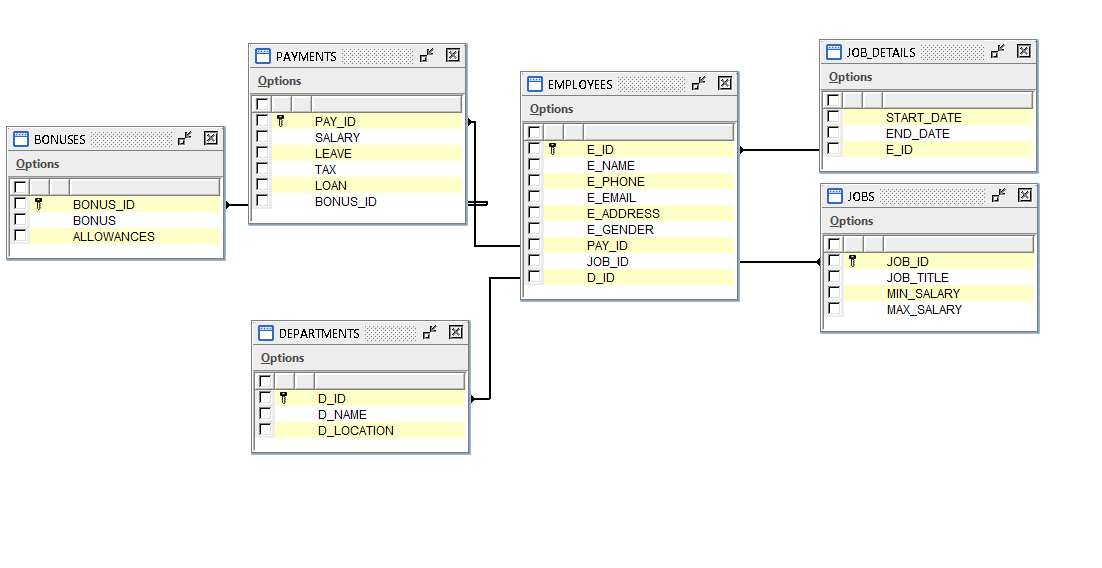 BONUSES
Options
BONUS_ID
BONUS
ALLOWANCES
PAYMENTS
Options
PAY_ID
SALARY
LEAVE
TAX
LOAN
BONUS_ID
DEPARTMENTS
Options
D_ID
D_NAME
D_LOCATION
EMPLOYEES
Options
E_ID
E_NAME
E_PHONE
E_EMAIL
E_ADDRESS
E_GENDER
PAY_ID
JOB_ID
D_ID
JOB_DETAILS
Options
START_DATE
END_DATE
E_ID
JOBS
Options
JOB_ID
JOB_TITLE
MIN_SALARY
MAX_SALARY